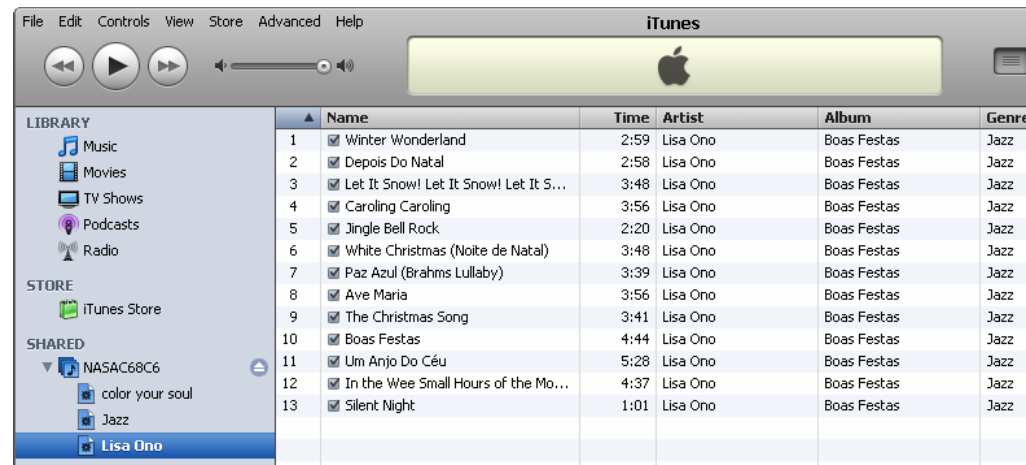 File Edit Controls View Store Advanced Help
iTunes
LIBRARY
Music
Movies
TV Shows
Podcasts
Radio
STORE
iTunes Store
SHARED
NASAC68C6
color your soul
Jazz
Lisa Ono
Name Time Artist Album Genre
1 Winter Wonderland 2:59 Lisa Ono Boas Festas Jazz
2 Depois Do Natal 2:58 Lisa Ono Boas Festas Jazz
3 Let It Snow! Let It Snow! Let It S... 3:48 Lisa Ono Boas Festas Jazz
4 Caroling Caroling 3:56 Lisa Ono Boas Festas Jazz
5 Jingle Bell Rock 2:20 Lisa Ono Boas Festas Jazz
6 White Christmas (Noite de Natal) 3:48 Lisa Ono Boas Festas Jazz
7 Paz Azul (Brahms Lullaby) 3:39 Lisa Ono Boas Festas Jazz
8 Ave Maria 3:56 Lisa Ono Boas Festas Jazz
9 The Christmas Song 3:41 Lisa Ono Boas Festas Jazz
10 Boas Festas 4:44 Lisa Ono Boas Festas Jazz
11 Um Anjo Do Céu 5:28 Lisa Ono Boas Festas Jazz
12 In the Wee Small Hours of the Mo... 4:37 Lisa Ono Boas Festas Jazz
13 Silent Night 1:01 Lisa Ono Boas Festas Jazz